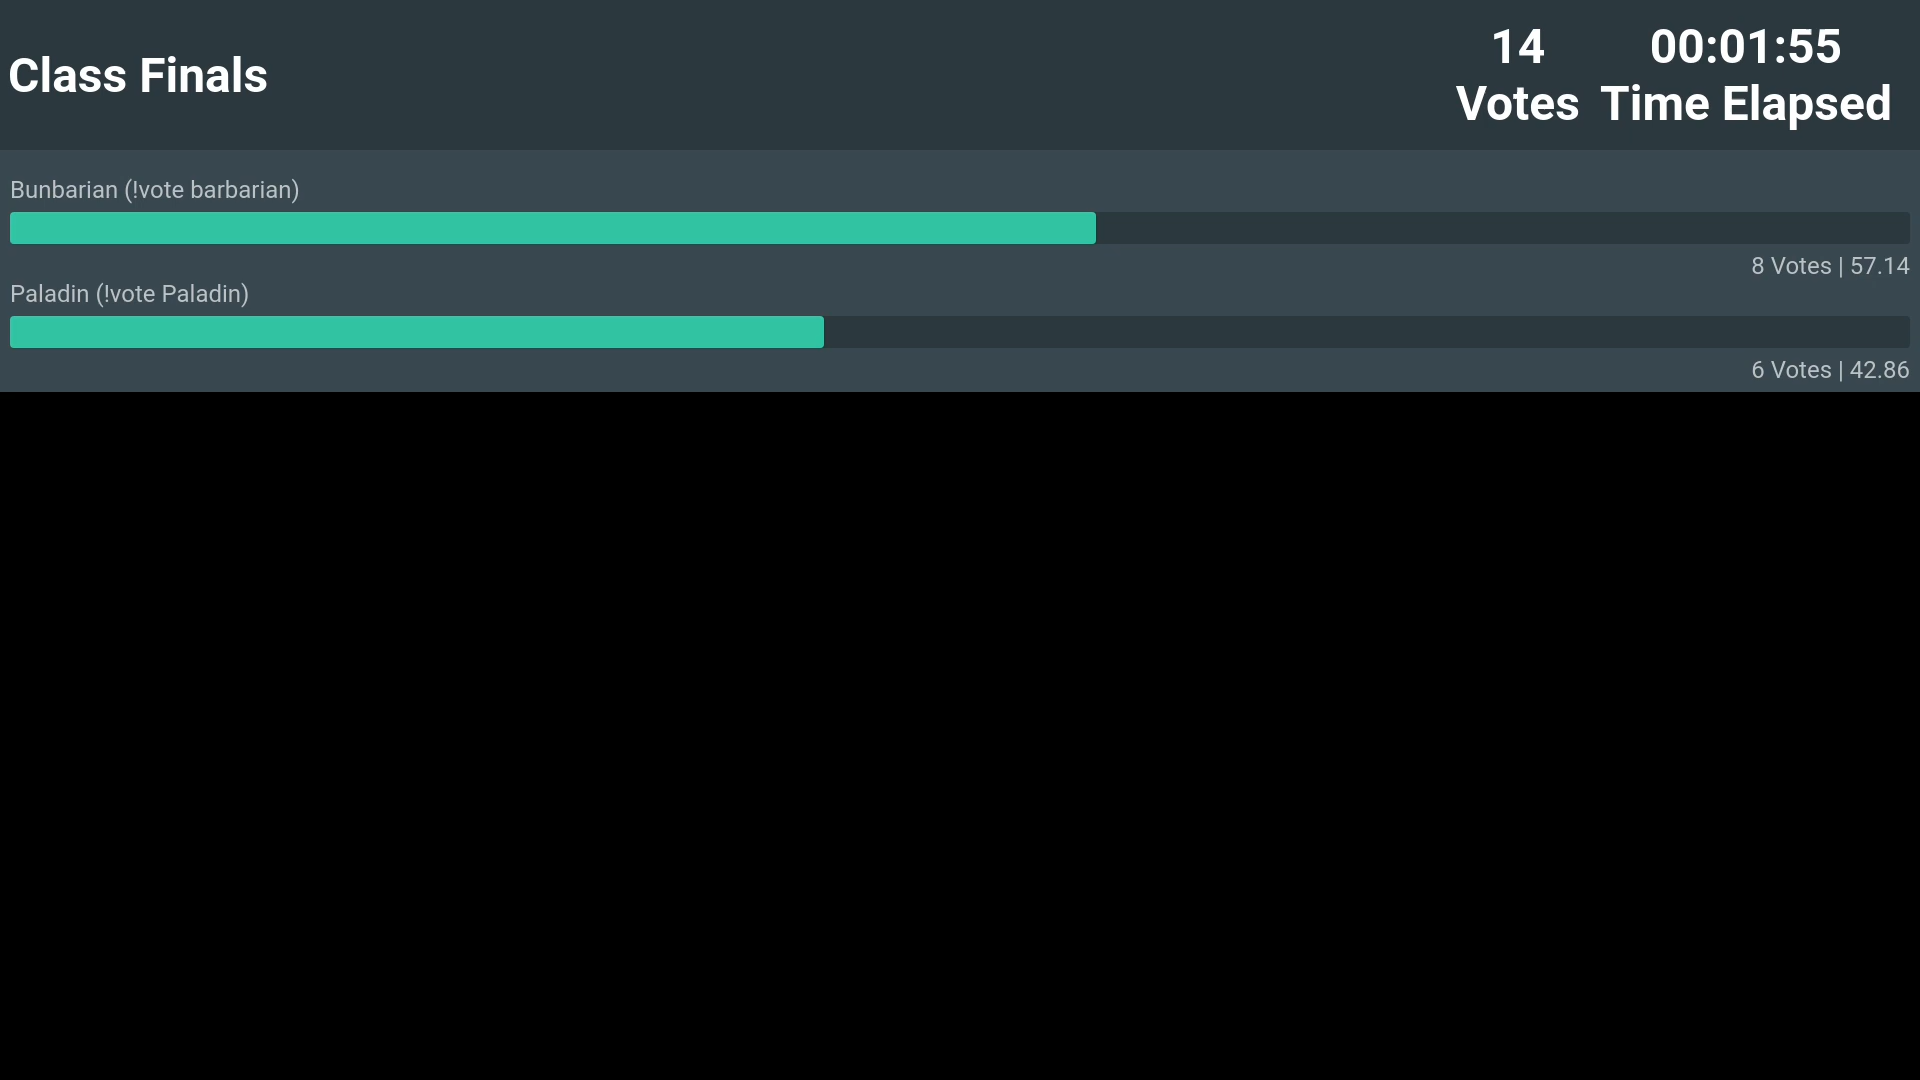 Class Finals
14
Votes
00:01:55
Time Elapsed
Bunbarian (!vote barbarian)
8 Votes | 57.14
Paladin (!vote Paladin)
6 Votes | 42.86